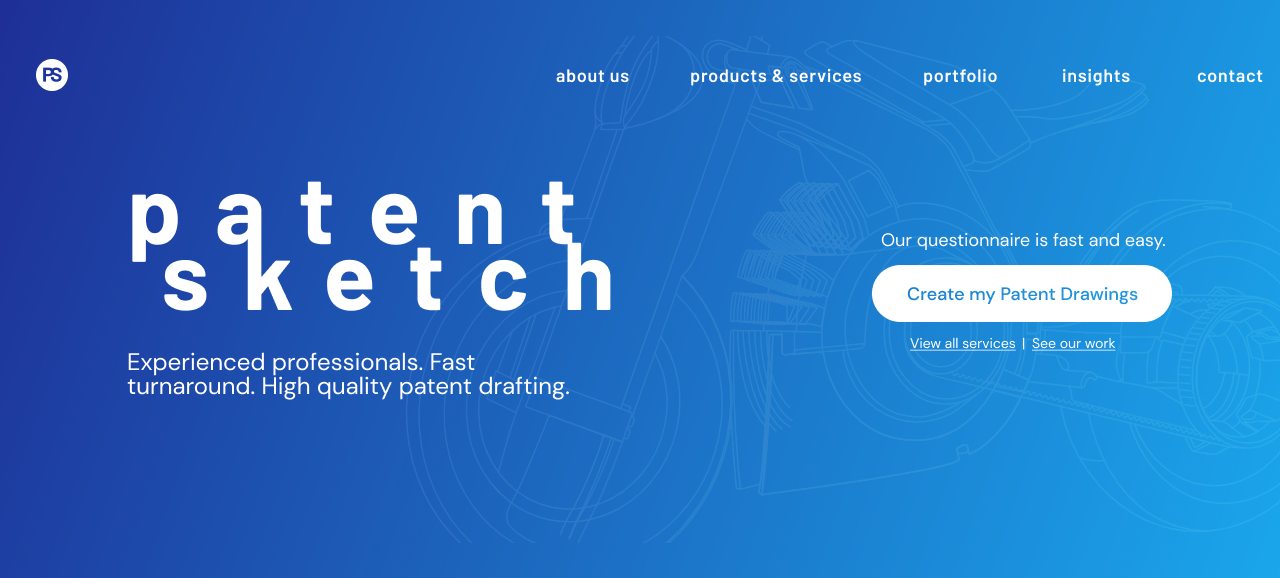 PS
about us
products & services
portfolio
insights
contact
patent
sketch
Experienced professionals. Fast
turnaround. High quality patent drafting.
Our questionnaire is fast and easy.
Create my Patent Drawings
View all services | See our work